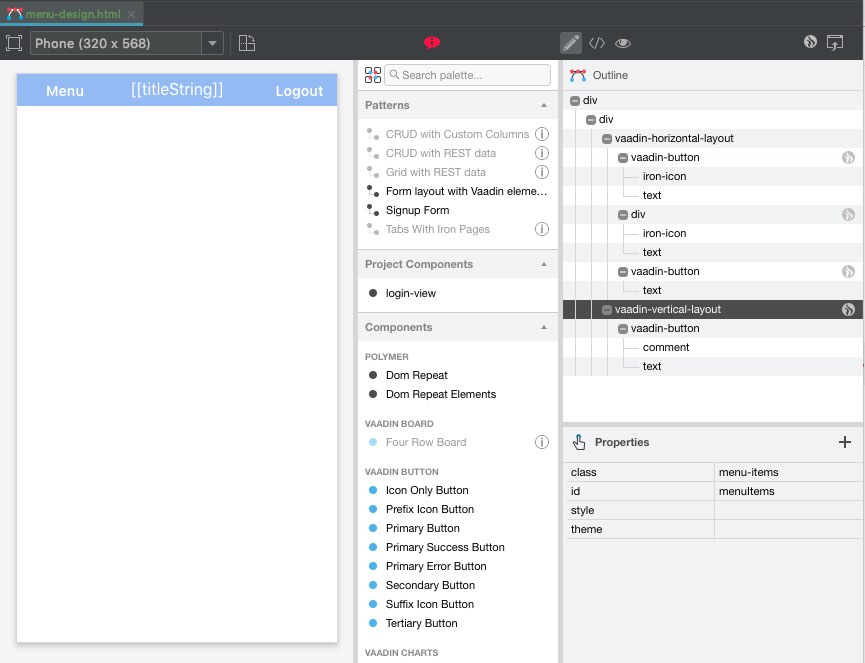 menu-design.html
Phone (320 x 568)
Menu
[[titleString]]
Logout
Search palette...
Patterns
CRUD with Custom Columns
CRUD with REST data
Grid with REST data
Form layout with Vaadin eleme...
Signup Form
Tabs With Iron Pages
Project Components
login-view
Components
POLYMER
Dom Repeat
Dom Repeat Elements
VAADIN BOARD
Four Row Board
VAADIN BUTTON
Icon Only Button
Prefix Icon Button
Primary Button
Primary Success Button
Primary Error Button
Secondary Button
Suffix Icon Button
Tertiary Button
VAADIN CHARTS
Outline
div
div
vaadin-horizontal-layout
vaadin-button
iron-icon
text
div
iron-icon
text
vaadin-button
text
vaadin-vertical-layout
vaadin-button
comment
text
Properties
class menu-items
id menuItems
style
theme